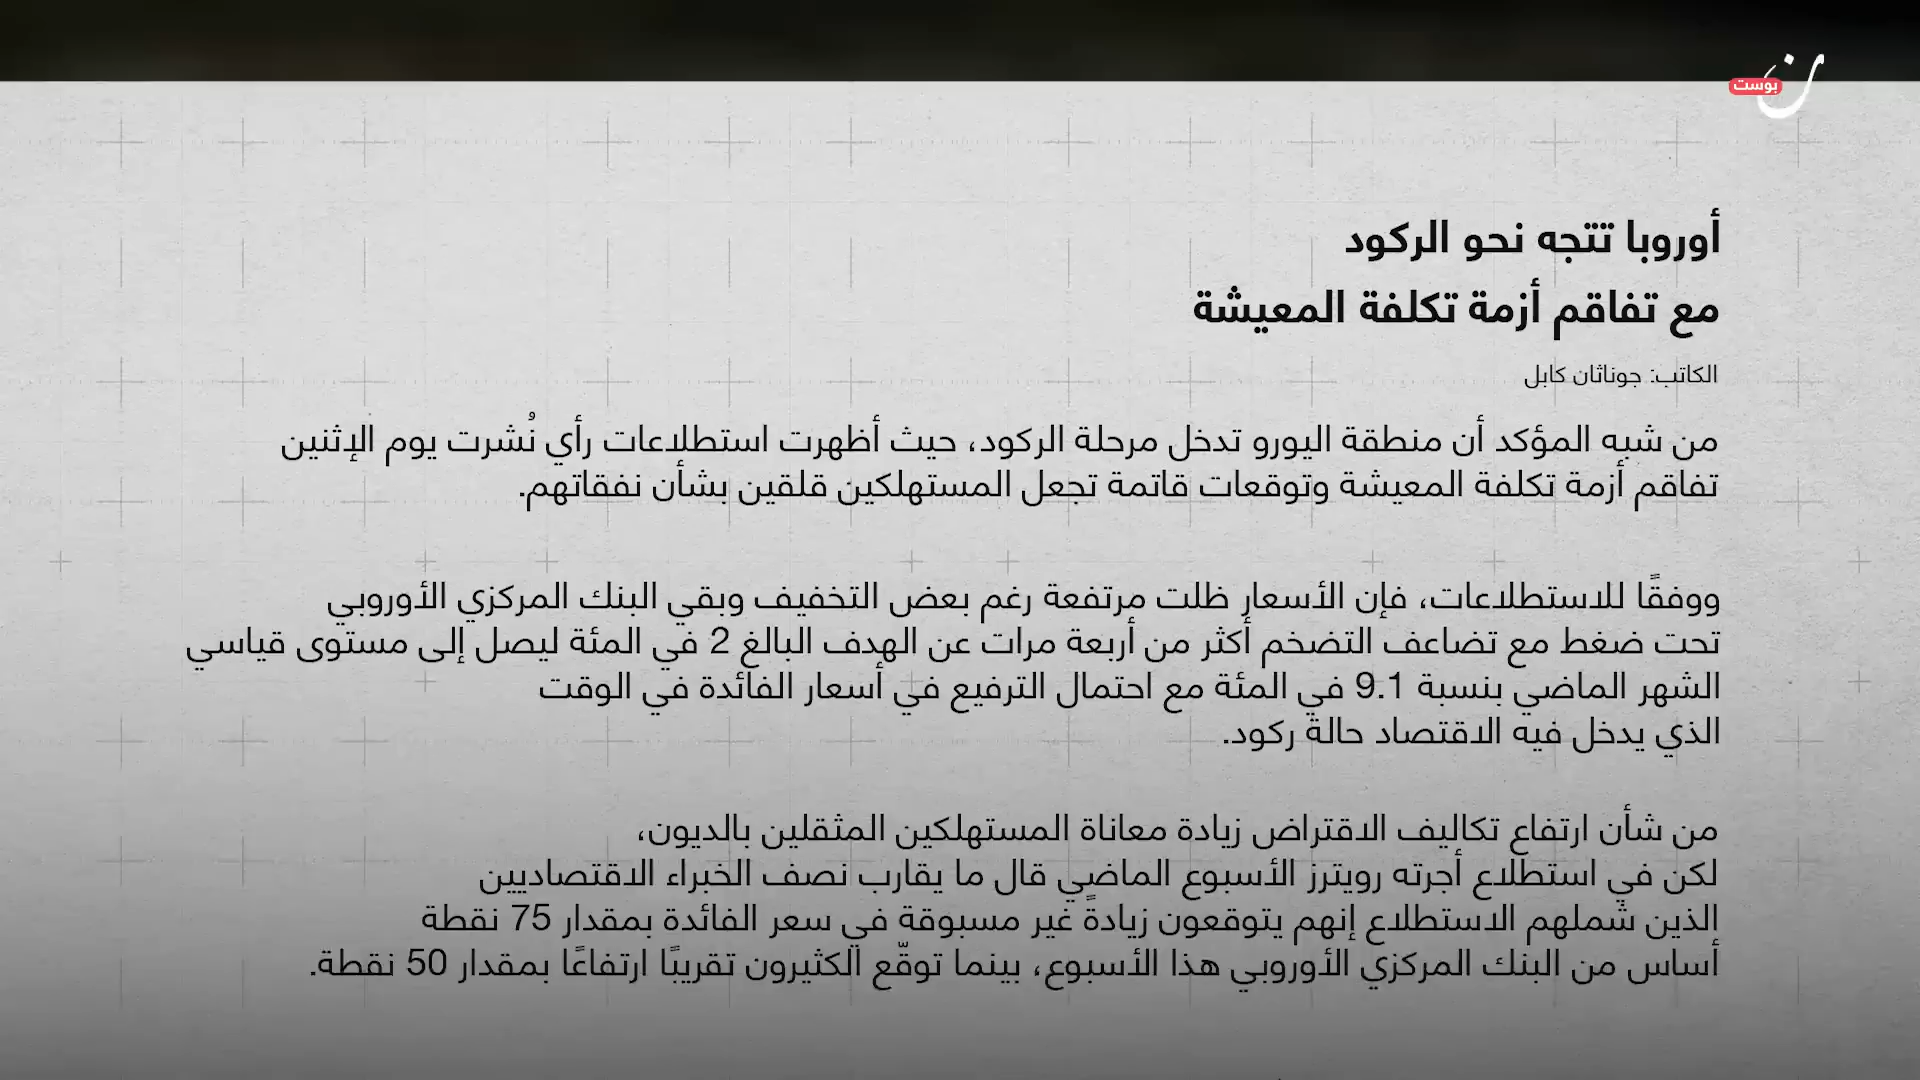 ن بوست
أوروبا تتجه نحو الركود
مع تفاقم أزمة تكلفة المعيشة
الكاتب: جوناثان كابل
من شبه المؤكد أن منطقة اليورو تدخل مرحلة الركود، حيث أظهرت استطلاعات رأي نُشرت يوم الإثنين
تفاقم أزمة تكلفة المعيشة وتوقعات قاتمة تجعل المستهلكين قلقين بشأن نفقاتهم.
ووفقًا للاستطلاعات، فإن الأسعار ظلت مرتفعة رغم بعض التخفيف وبقي البنك المركزي الأوروبي
تحت ضغط مع تضاعف التضخم أكثر من أربعة مرات عن الهدف البالغ 2 في المئة ليصل إلى مستوى قياسي
الشهر الماضي بنسبة 9.1 في المئة مع احتمال الترفيع في أسعار الفائدة في الوقت
الذي يدخل فيه الاقتصاد حالة ركود.
من شأن ارتفاع تكاليف الاقتراض زيادة معاناة المستهلكين المثقلين بالديون،
لكن في استطلاع أجرته رويترز الأسبوع الماضي قال ما يقارب نصف الخبراء الاقتصاديين
الذين شملهم الاستطلاع إنهم يتوقعون زيادةً غير مسبوقة في سعر الفائدة بمقدار 75 نقطة
أساس من البنك المركزي الأوروبي هذا الأسبوع، بينما توقّع الكثيرون تقريبًا ارتفاعًا بمقدار 50 نقطة.